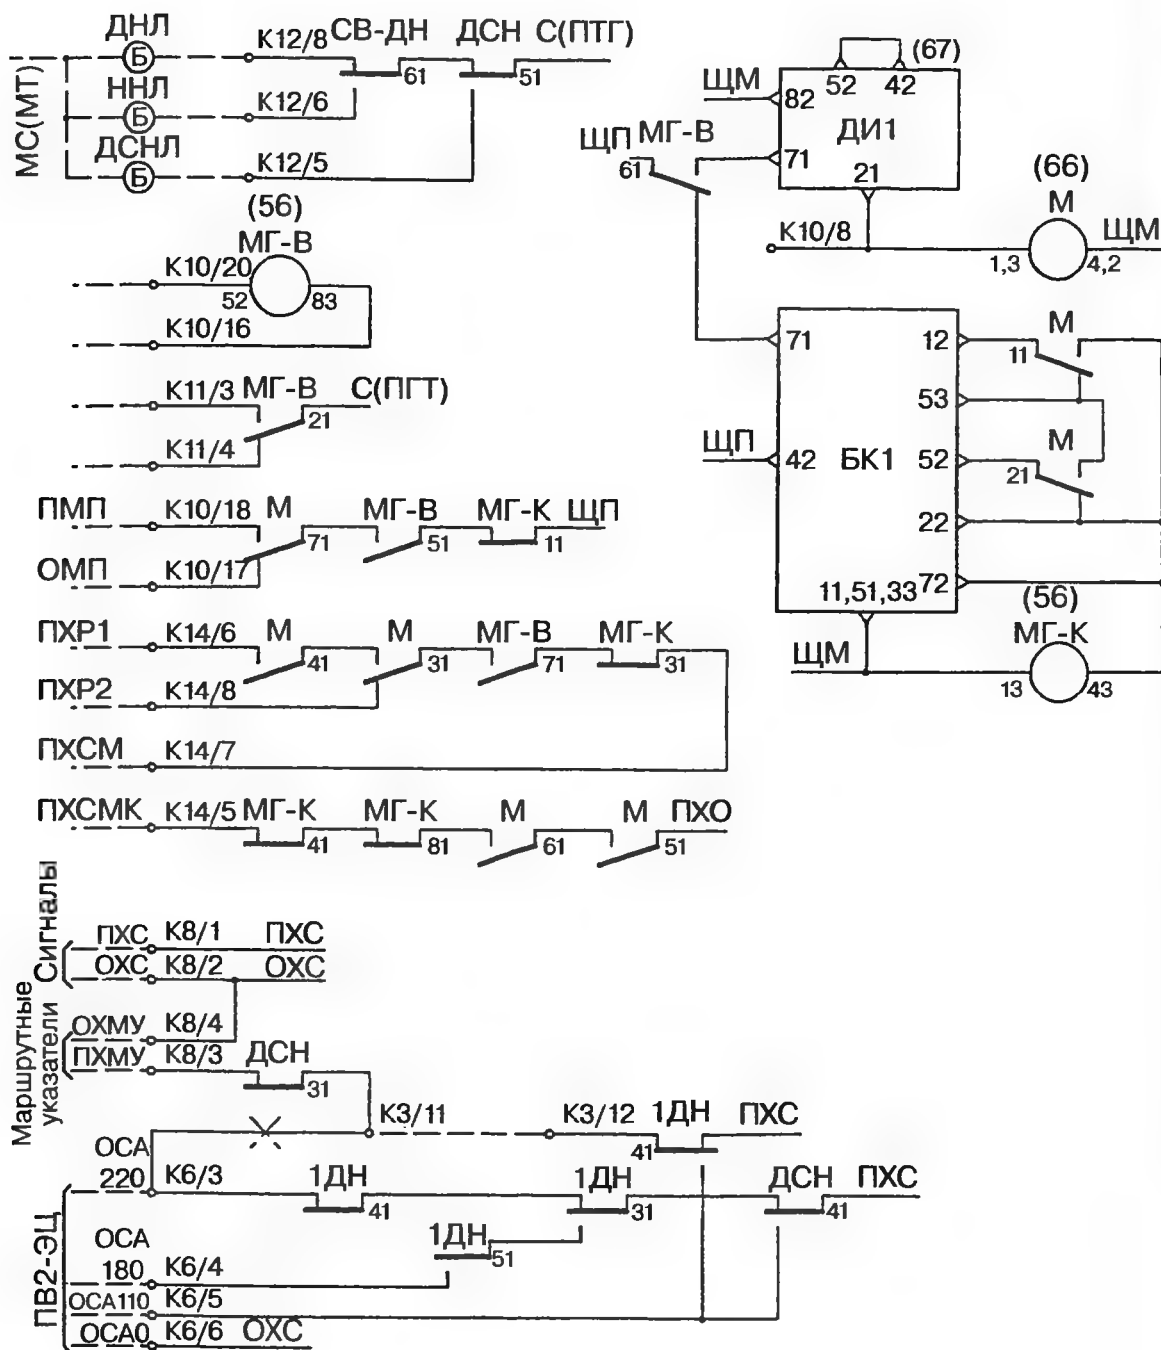 ДНЛ
Б
К12/8
СВ-ДН
61
ДСН
51
С(ПТГ)
МС(МТ)
ННЛ
Б
К12/6
ДСНЛ
Б
К12/5
(56)
МГ-В
К10/20
52
83
К10/16
К11/3
МГ-В
21
С(ПГТ)
К11/4
ПМП
К10/18
М
71
МГ-В
51
МГ-К
11
ЩП
ОМП
К10/17
ПХР1
К14/6
М
41
М
31
МГ-В
71
МГ-К
31
ПХР2
К14/8
ПХСМ
К14/7
ПХСМК
К14/5
МГ-К
41
МГ-К
81
М
61
М
51
ПХО
(67)
52
42
ЩМ
82
ДИ1
71
21
ЩП
61
МГ-В
К10/8
(66)
М
1,3
4,2
ЩМ
71
12
М
11
53
ЩП
42
БК1
52
М
21
22
11,51,33
72
ЩМ
(56)
МГ-К
13
43
Сигналы
ПХС
К8/1
ПХС
ОХС
К8/2
ОХС
Маршрутные
указатели
ОХМУ
К8/4
ПХМУ
К8/3
ДСН
31
К3/11
К3/12
1ДН
41
ПХС
ПВ2-ЭЦ
ОСА
220
К6/3
1ДН
41
1ДН
31
ДСН
41
ПХС
ОСА
180
К6/4
1ДН
51
ОСА110
К6/5
ОСА0
К6/6
ОХС